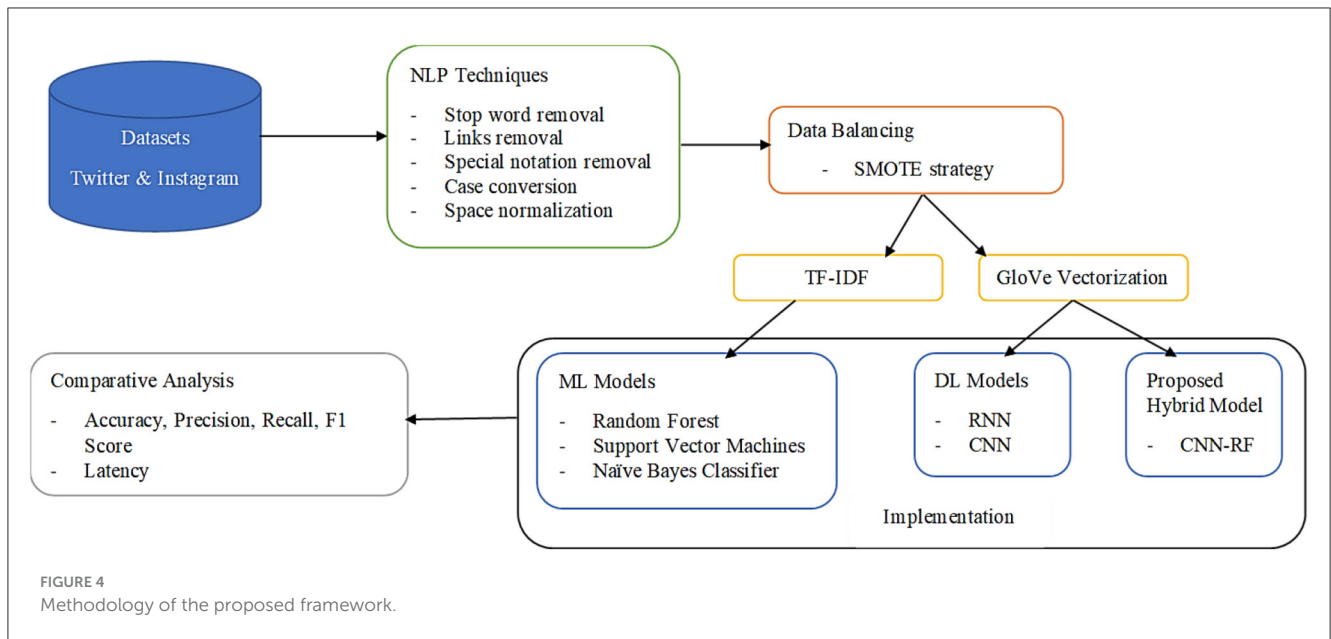 Datasets
Twitter & Instagram
NLP Techniques
- Stop word removal
- Links removal
- Special notation removal
- Case conversion
- Space normalization
Data Balancing
- SMOTE strategy
TF-IDF
GloVe Vectorization
ML Models
- Random Forest
- Support Vector Machines
- Naïve Bayes Classifier
DL Models
- RNN
- CNN
Proposed
Hybrid Model
- CNN-RF
Implementation
Comparative Analysis
- Accuracy, Precision, Recall, F1
Score
- Latency
FIGURE 4
Methodology of the proposed framework.